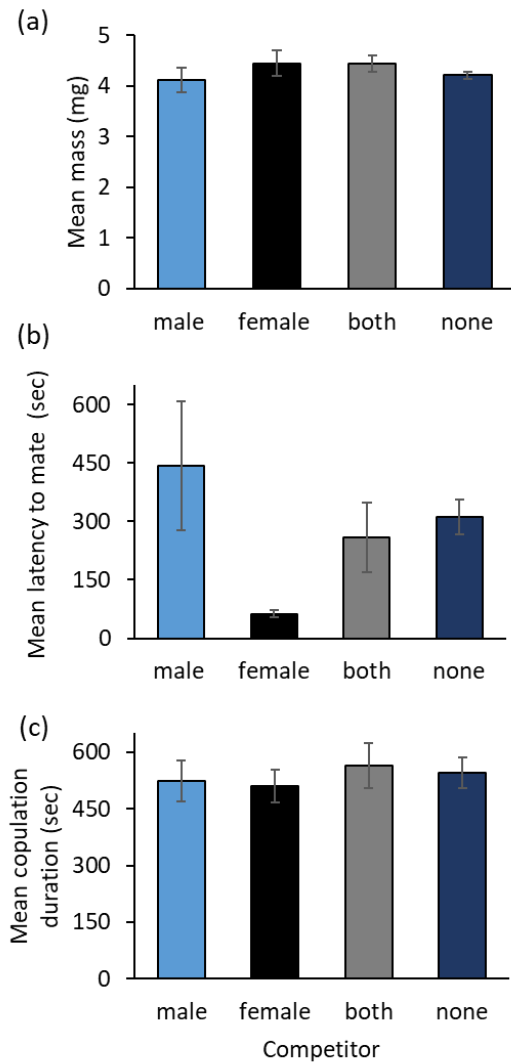 (a)
Mean mass (mg)
5
4
3
2
1
0
male female both none
(b)
Mean latency to mate (sec)
600
450
300
150
0
male female both none
(c)
Mean copulation
duration (sec)
600
450
300
150
0
male female both none
Competitor